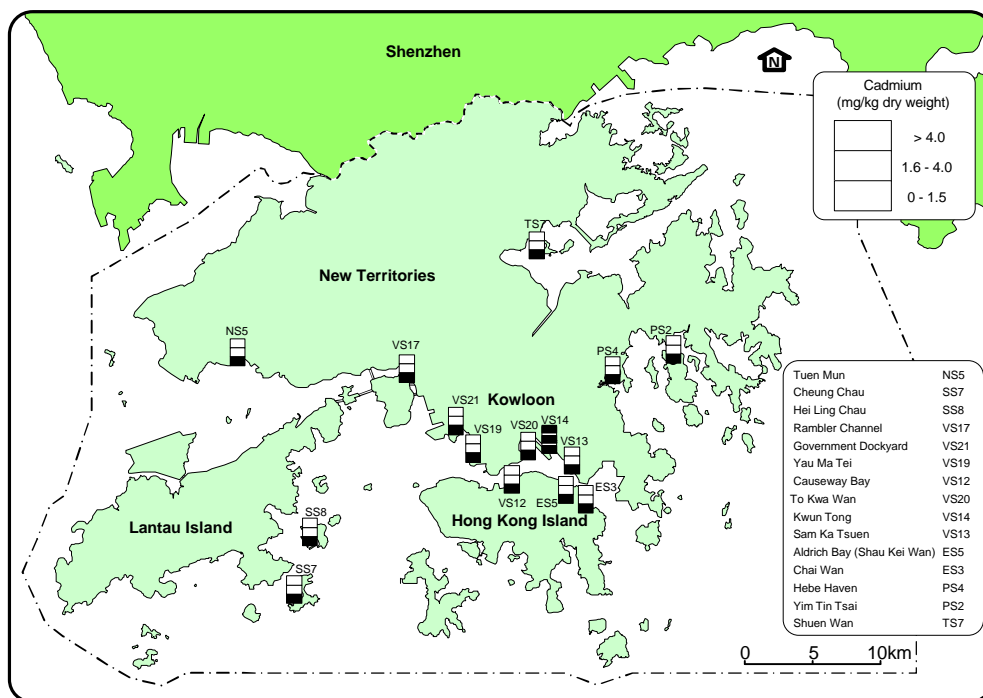 Shenzhen
N
Cadmium
(mg/kg dry weight)
> 4.0
1.6 - 4.0
0 - 1.5
TS7
New Territories
NS5
VS17
PS2
PS4
Kowloon
VS21
VS19
VS20
VS14
VS13
VS12
ES5
ES3
Hong Kong Island
Lantau Island
SS8
SS7
Tuen Mun NS5
Cheung Chau SS7
Hei Ling Chau SS8
Rambler Channel VS17
Government Dockyard VS21
Yau Ma Tei VS19
Causeway Bay VS12
To Kwa Wan VS20
Kwun Tong VS14
Sam Ka Tsuen VS13
Aldrich Bay (Shau Kei Wan) ES5
Chai Wan ES3
Hebe Haven PS4
Yim Tin Tsai PS2
Shuen Wan TS7
0 5 10km